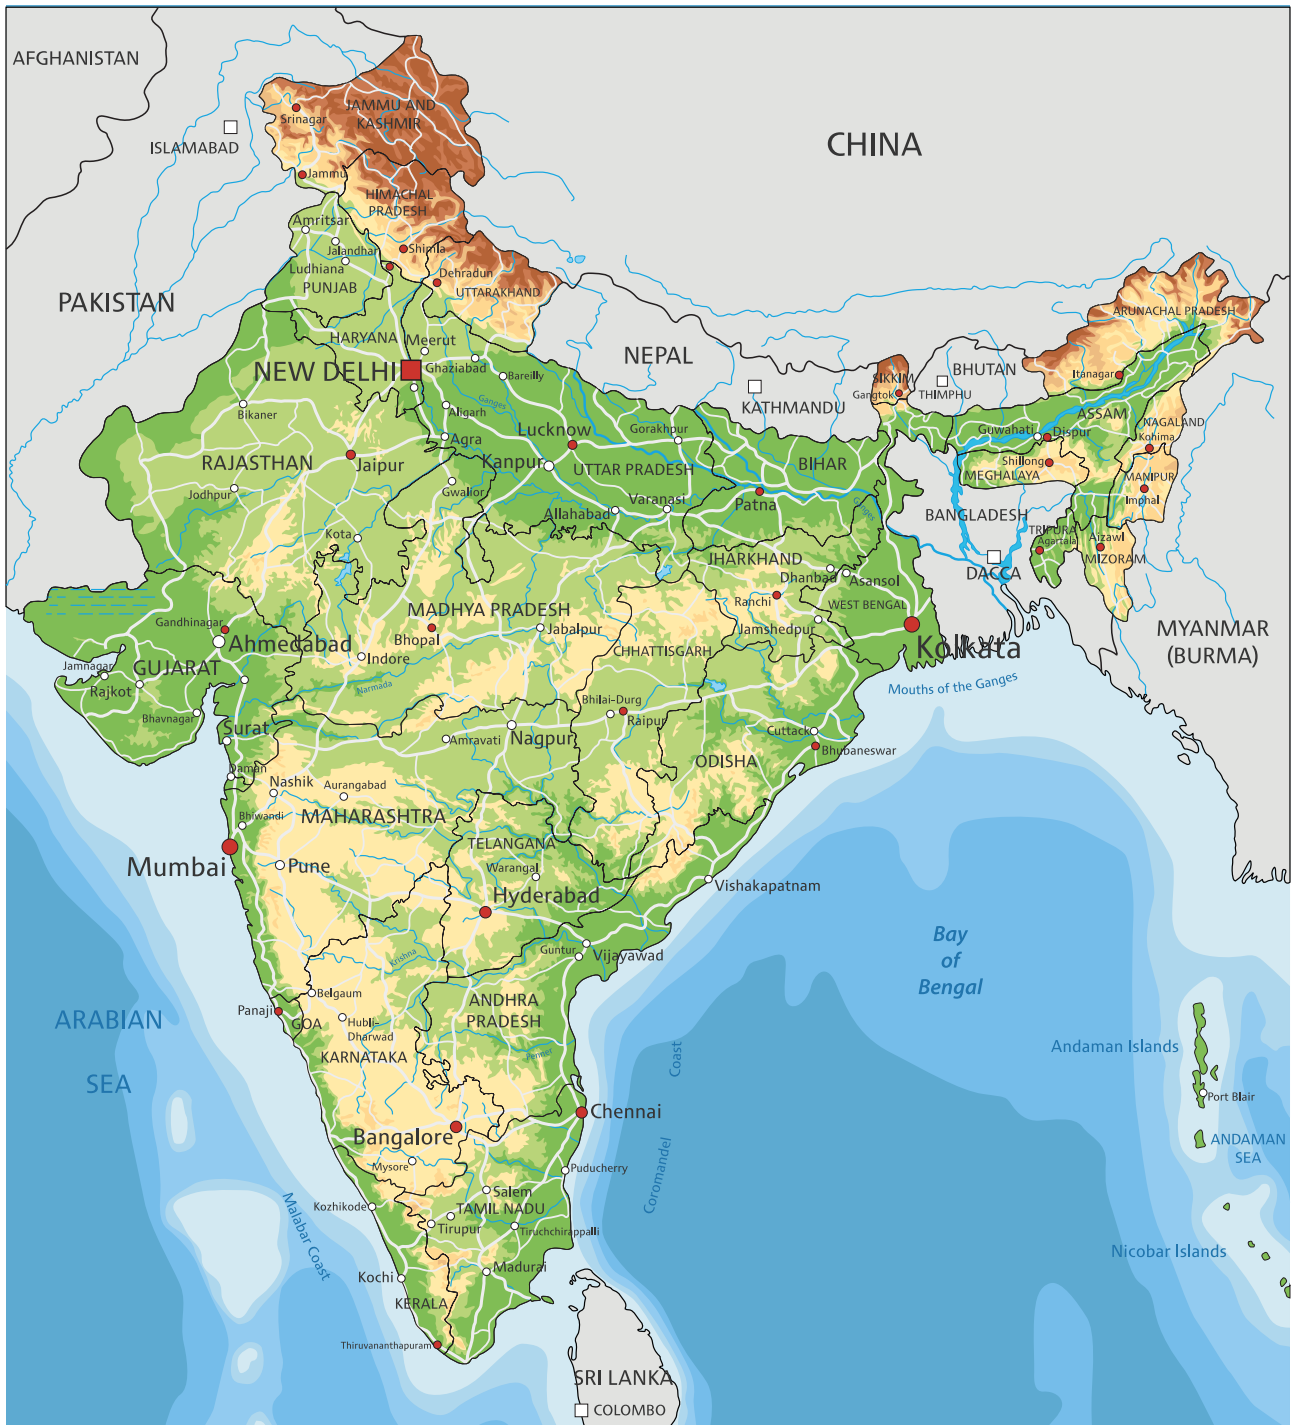 AFGHANISTAN
ISLAMABAD
PAKISTAN
CHINA
JAMMU AND
KASHMIR
Srinagar
Jammu
HIMACHAL
PRADESH
Amritsar
Jalandhar
Ludhiana
PUNJAB
Shimla
Dehradun
UTTARAKHAND
HARYANA
Meerut
NEW DELHI
Ghaziabad
Bareilly
NEPAL
KATHMANDU
SIKKIM
Gangtok
BHUTAN
THIMPHU
ARUNACHAL PRADESH
Itanagar
ASSAM
Guwahati
Dispur
NAGALAND
Kohima
Shillong
MEGHALAYA
MANIPUR
Imphal
BANGLADESH
TRIPURA
Agartala
Aizawl
MIZORAM
DACCA
MYANMAR
(BURMA)
Bikaner
Ganges
Aligarh
Agra
Lucknow
Gorakhpur
Kanpur
UTTAR PRADESH
BIHAR
RAJASTHAN
Jaipur
Jodhpur
Gwalior
Allahabad
Varanasi
Patna
Ganges
Kota
JHARKHAND
Dhanbad
Asansol
Ranchi
WEST BENGAL
Jamshedpur
Kolkata
Mouths of the Ganges
MADHYA PRADESH
Bhopal
Jabalpur
Gandhinagar
Ahmedabad
Indore
Narmada
CHHATTISGARH
Jamnagar
GUJARAT
Rajkot
Bhavnagar
Surat
Bhilai-Durg
Raipur
Amravati
Nagpur
Cuttack
Bhubaneswar
ODISHA
Daman
Nashik
Aurangabad
Bhiwandi
MAHARASHTRA
Mumbai
Pune
TELANGANA
Warangal
Hyderabad
Vishakapatnam
Krishna
Guntur
Vijayawad
Belgaum
Panaji
GOA
Hubli-
Dharwad
KARNATAKA
ANDHRA
PRADESH
Penner
Bay
of
Bengal
ARABIAN
SEA
Coast
Coromandel
Andaman Islands
Port Blair
ANDAMAN
SEA
Nicobar Islands
Bangalore
Chennai
Mysore
Puducherry
Salem
Kozhikode
TAMIL NADU
Tirupur
Tiruchchirappalli
Malabar Coast
Kochi
Madurai
KERALA
Thiruvananthapuram
SRI LANKA
COLOMBO